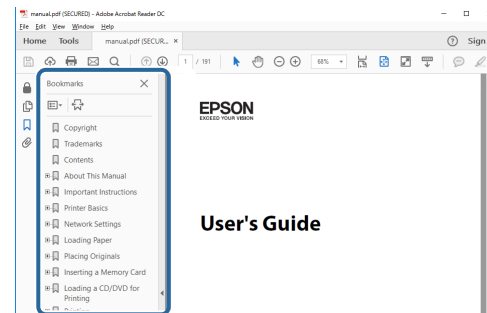 manual.pdf (SECURED) - Adobe Acrobat Reader DC
File Edit View Window Help
Home Tools manual.pdf (SECUR... × ? Sign
1 / 191 68%
Bookmarks
EPSON
EXCEED YOUR VISION
Copyright
Trademarks
Contents
About This Manual
Important Instructions
Printer Basics
Network Settings
User's Guide
Loading Paper
Placing Originals
Inserting a Memory Card
Loading a CD/DVD for
Printing